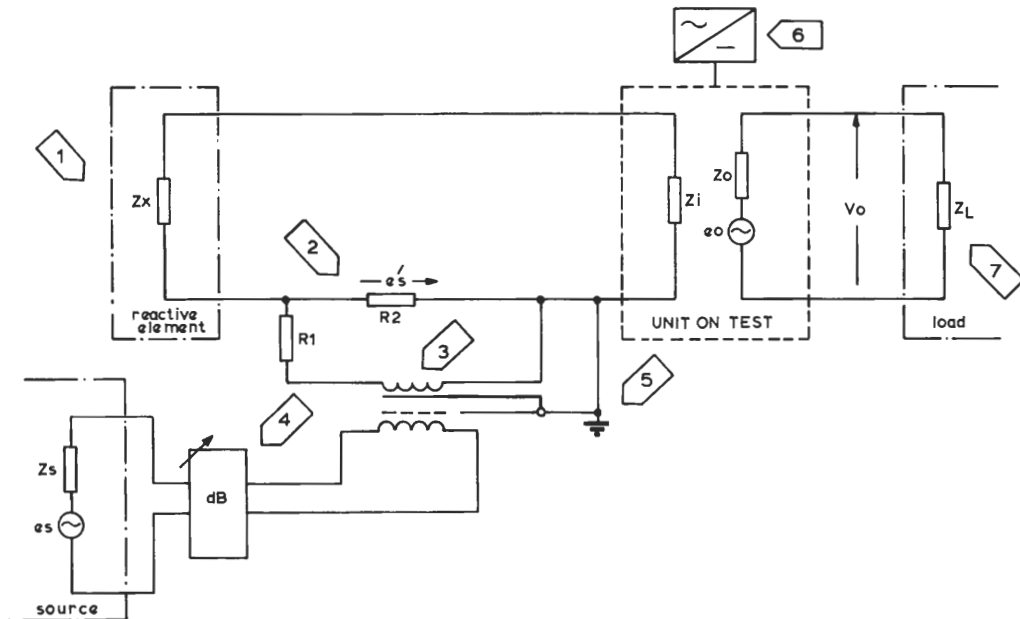 6
1
Zx
2
e's
R2
reactive
element
R1
3
4
5
Zi
Zo
eo
Vo
ZL
7
UNIT ON TEST
load
Zs
es
dB
source